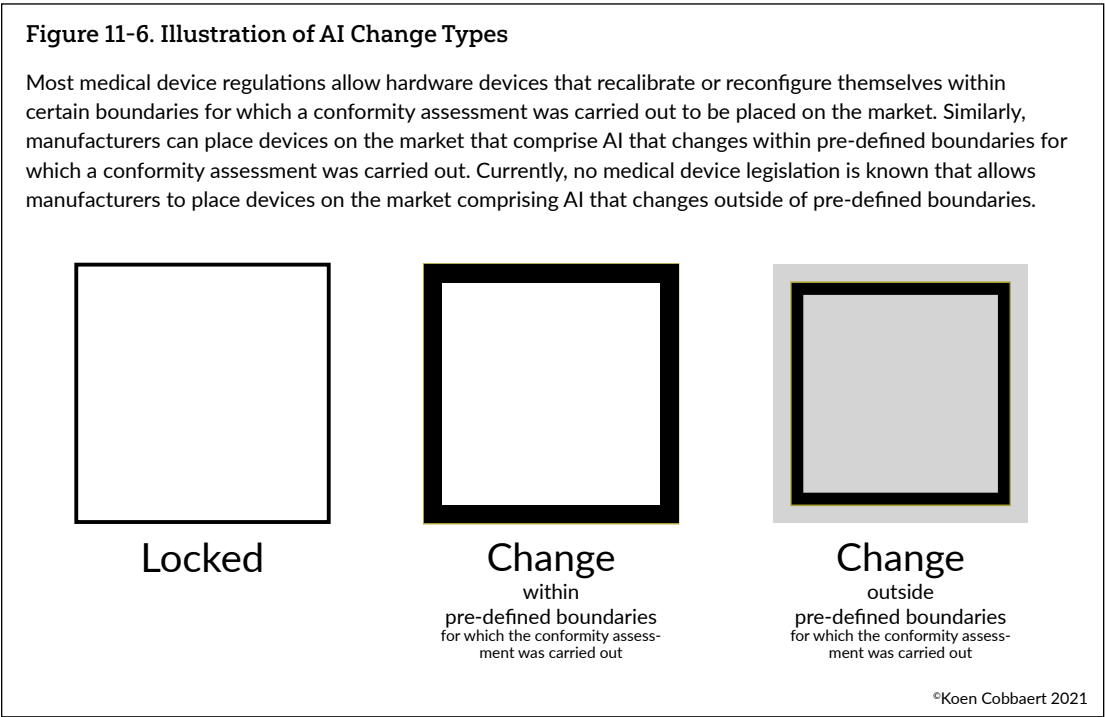 Figure 11-6. Illustration of AI Change Types
Most medical device regulations allow hardware devices that recalibrate or reconfigure themselves within
certain boundaries for which a conformity assessment was carried out to be placed on the market. Similarly,
manufacturers can place devices on the market that comprise AI that changes within pre-defined boundaries for
which a conformity assessment was carried out. Currently, no medical device legislation is known that allows
manufacturers to place devices on the market comprising AI that changes outside of pre-defined boundaries.
Locked
Change
within
pre-defined boundaries
for which the conformity assess-
ment was carried out
Change
outside
pre-defined boundaries
for which the conformity assess-
ment was carried out
©Koen Cobbaert 2021